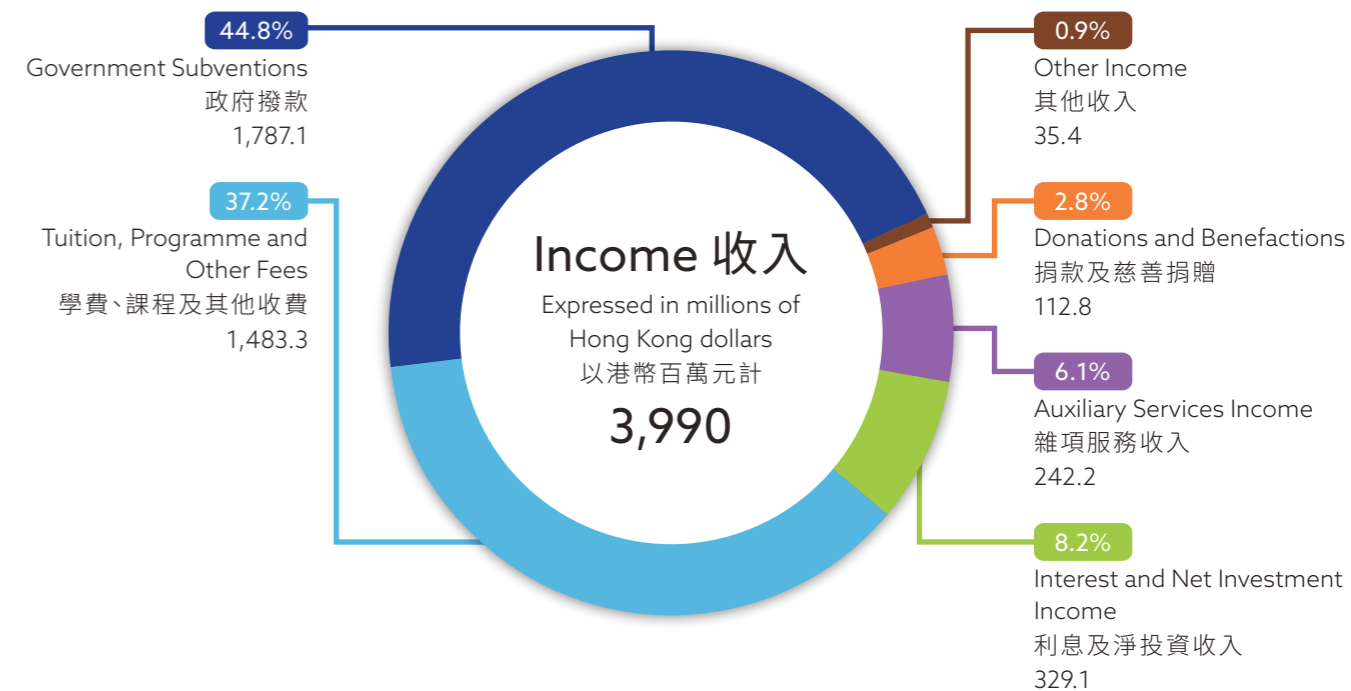 44.8%
Government Subventions
政府撥款
1,787.1
37.2%
Tuition, Programme and
Other Fees
學費、課程及其他收費
1,483.3
Income 收入
Expressed in millions of
Hong Kong dollars
以港幣百萬元計
3,990
0.9%
Other Income
其他收入
35.4
2.8%
Donations and Benefactions
捐款及慈善捐贈
112.8
6.1%
Auxiliary Services Income
雜項服務收入
242.2
8.2%
Interest and Net Investment
Income
利息及淨投資收入
329.1